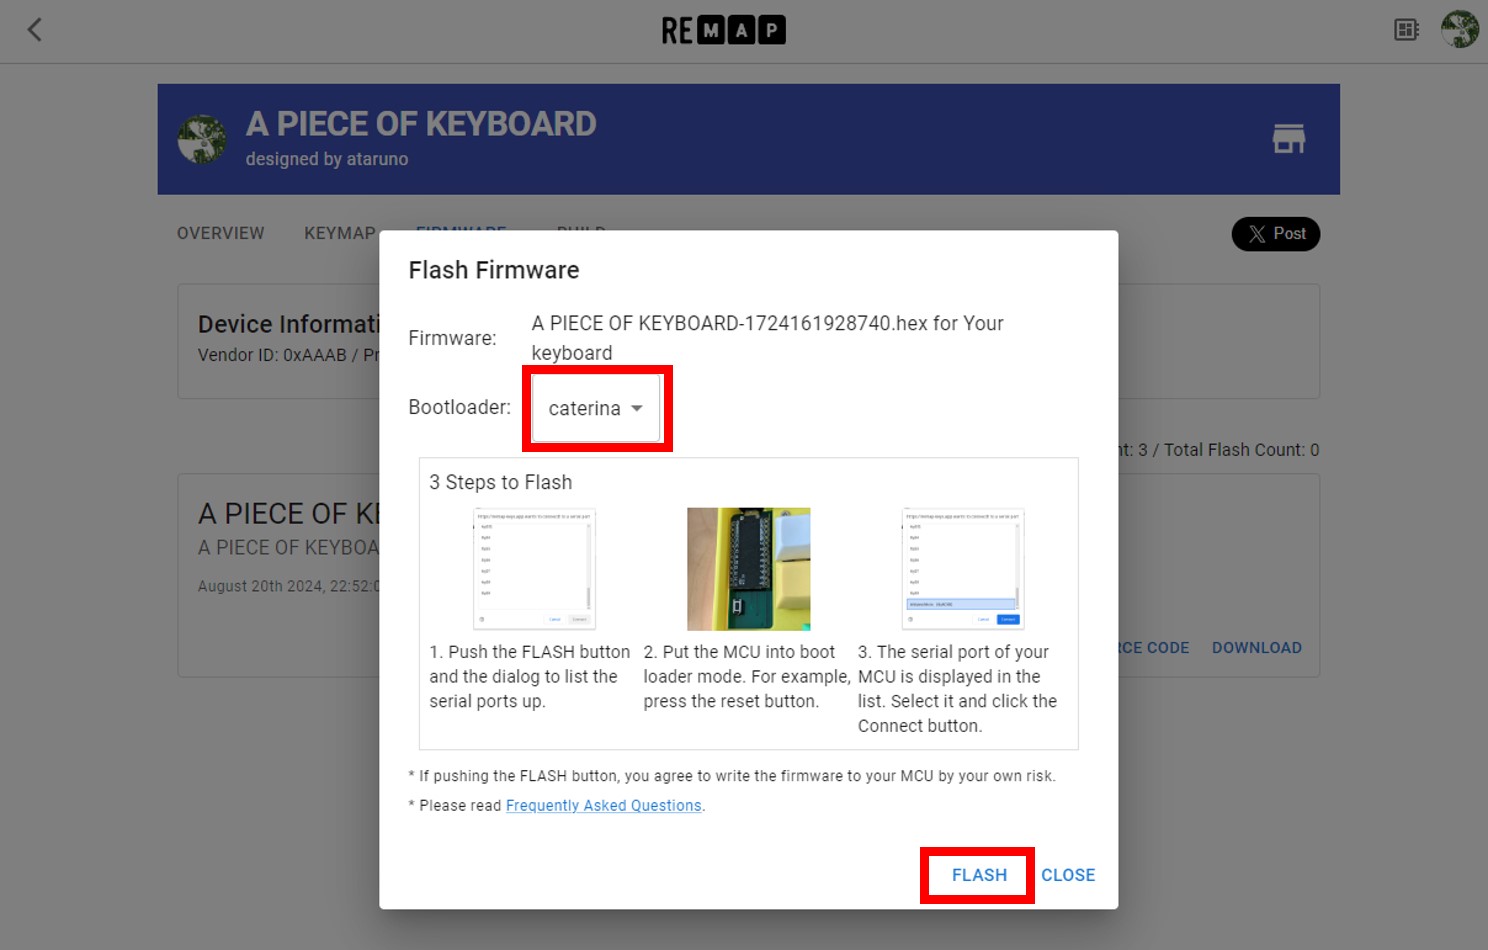 REMAP
A PIECE OF KEYBOARD
designed by ataruno
OVERVIEW KEYMAP FIRMWARE BUILD
Post
Flash Firmware
Device Informati
Vendor ID: 0xAAAB / Pr
Firmware: A PIECE OF KEYBOARD-1724161928740.hex for Your
keyboard
Bootloader: caterina
nt: 3 / Total Flash Count: 0
3 Steps to Flash
A PIECE OF KE
A PIECE OF KEYBOA
August 20th 2024, 22:52:0
1. Push the FLASH button
and the dialog to list the
serial ports up.
2. Put the MCU into boot
loader mode. For example,
press the reset button.
3. The serial port of your
MCU is displayed in the
list. Select it and click the
Connect button.
RCE CODE DOWNLOAD
* If pushing the FLASH button, you agree to write the firmware to your MCU by your own risk.
* Please read Frequently Asked Questions.
FLASH CLOSE